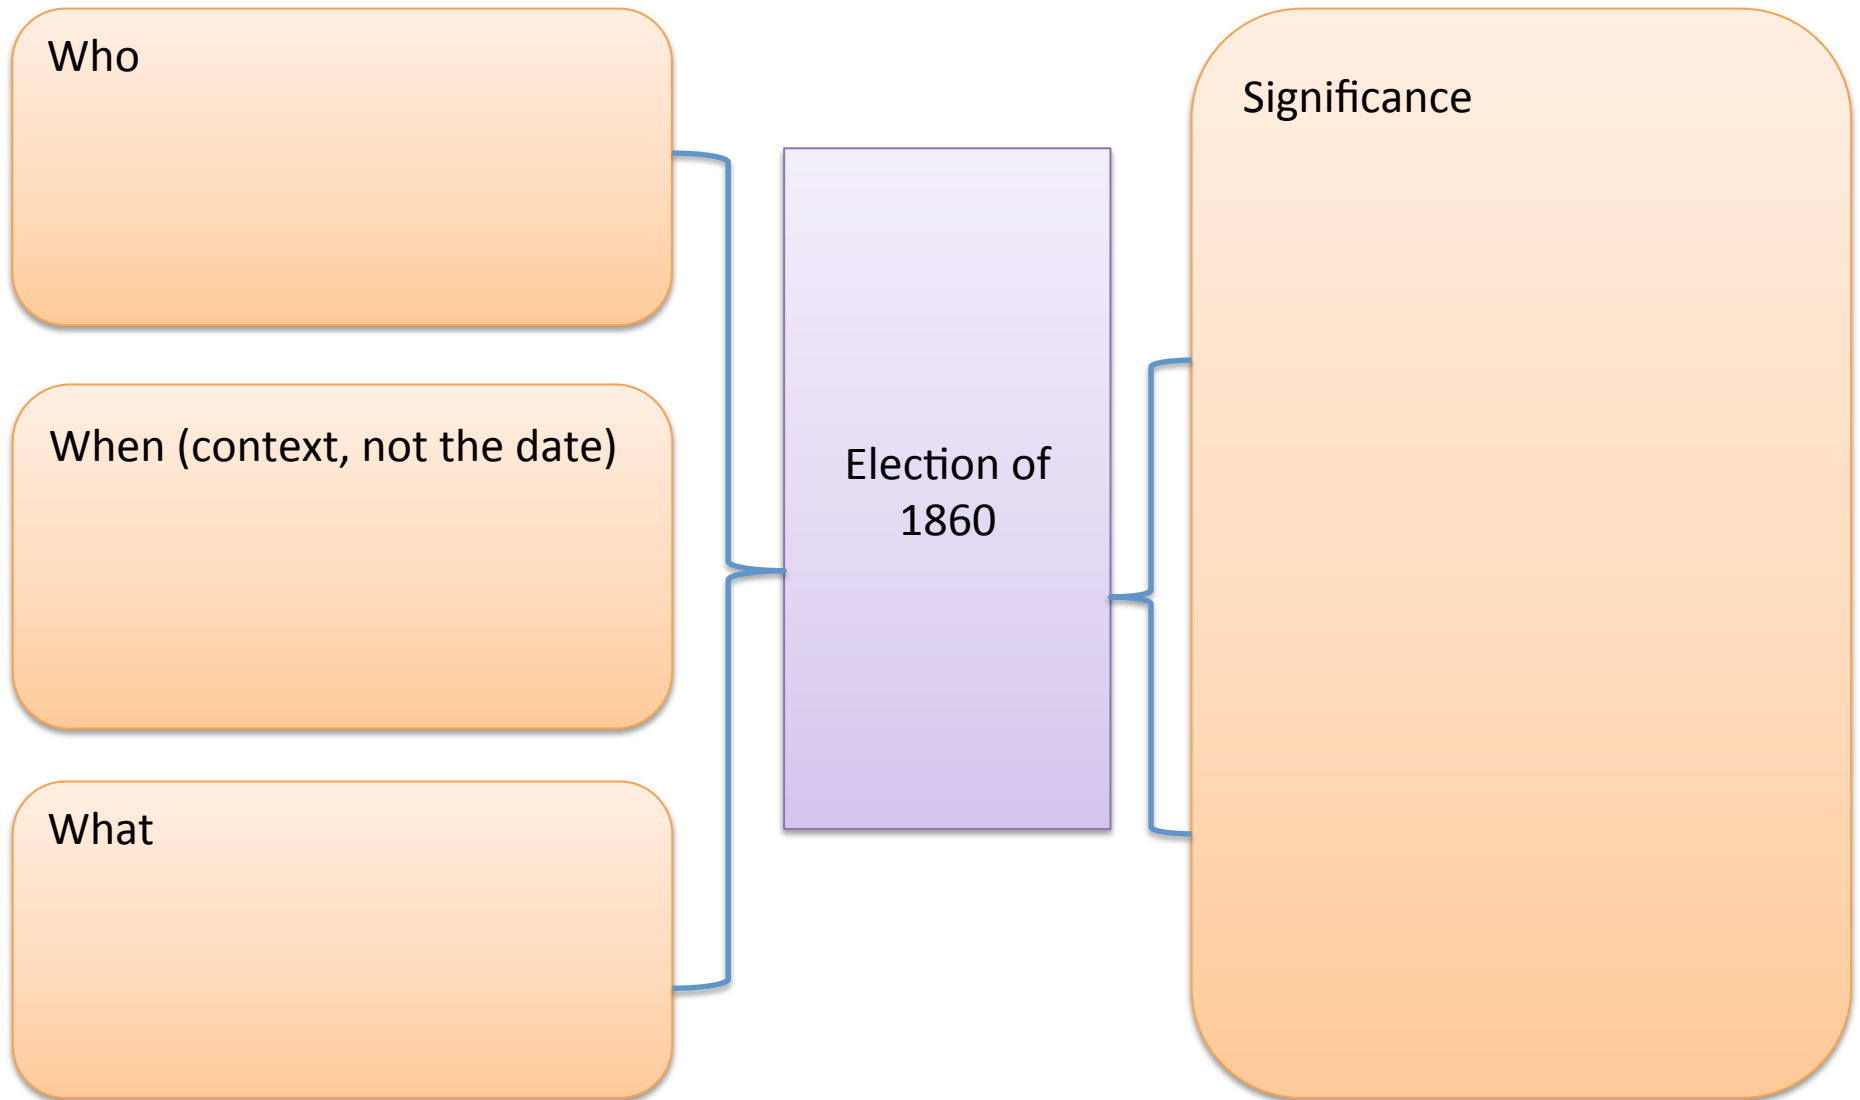 Who
When (context, not the date)
What
Election of
1860
Significance